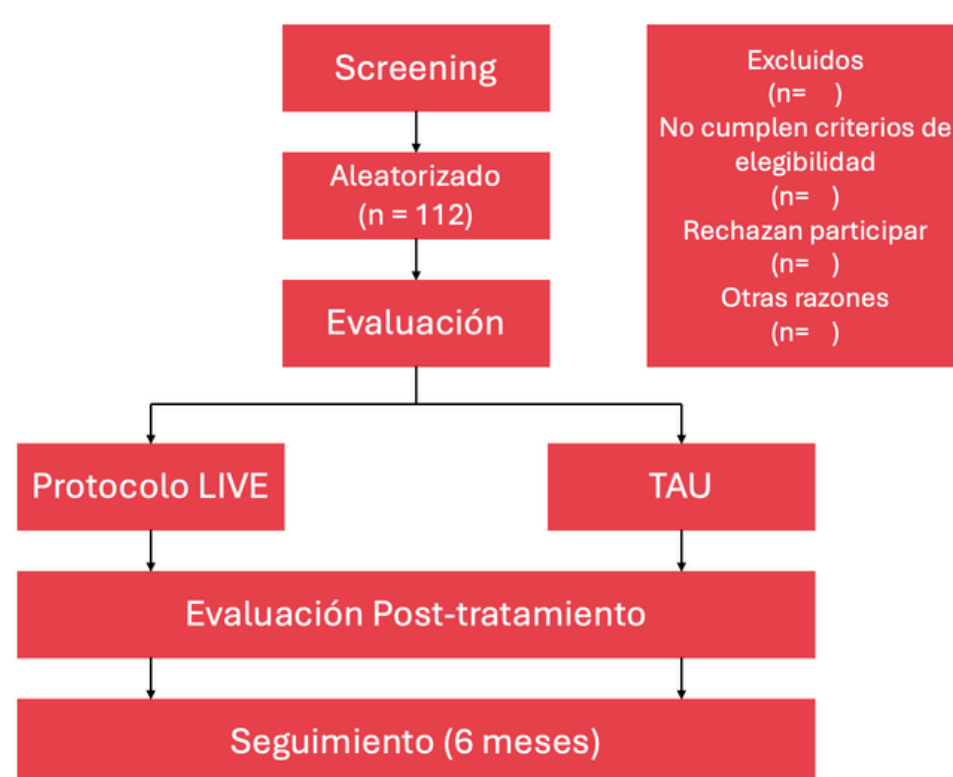 Screening
Aleatorizado
(n = 112)
Evaluación
Excluidos
(n=   )
No cumplen criterios de
elegibilidad
(n=   )
Rechazan participar
(n=   )
Otras razones
(n=   )
Protocolo LIVE
TAU
Evaluación Post-tratamiento
Seguimiento (6 meses)